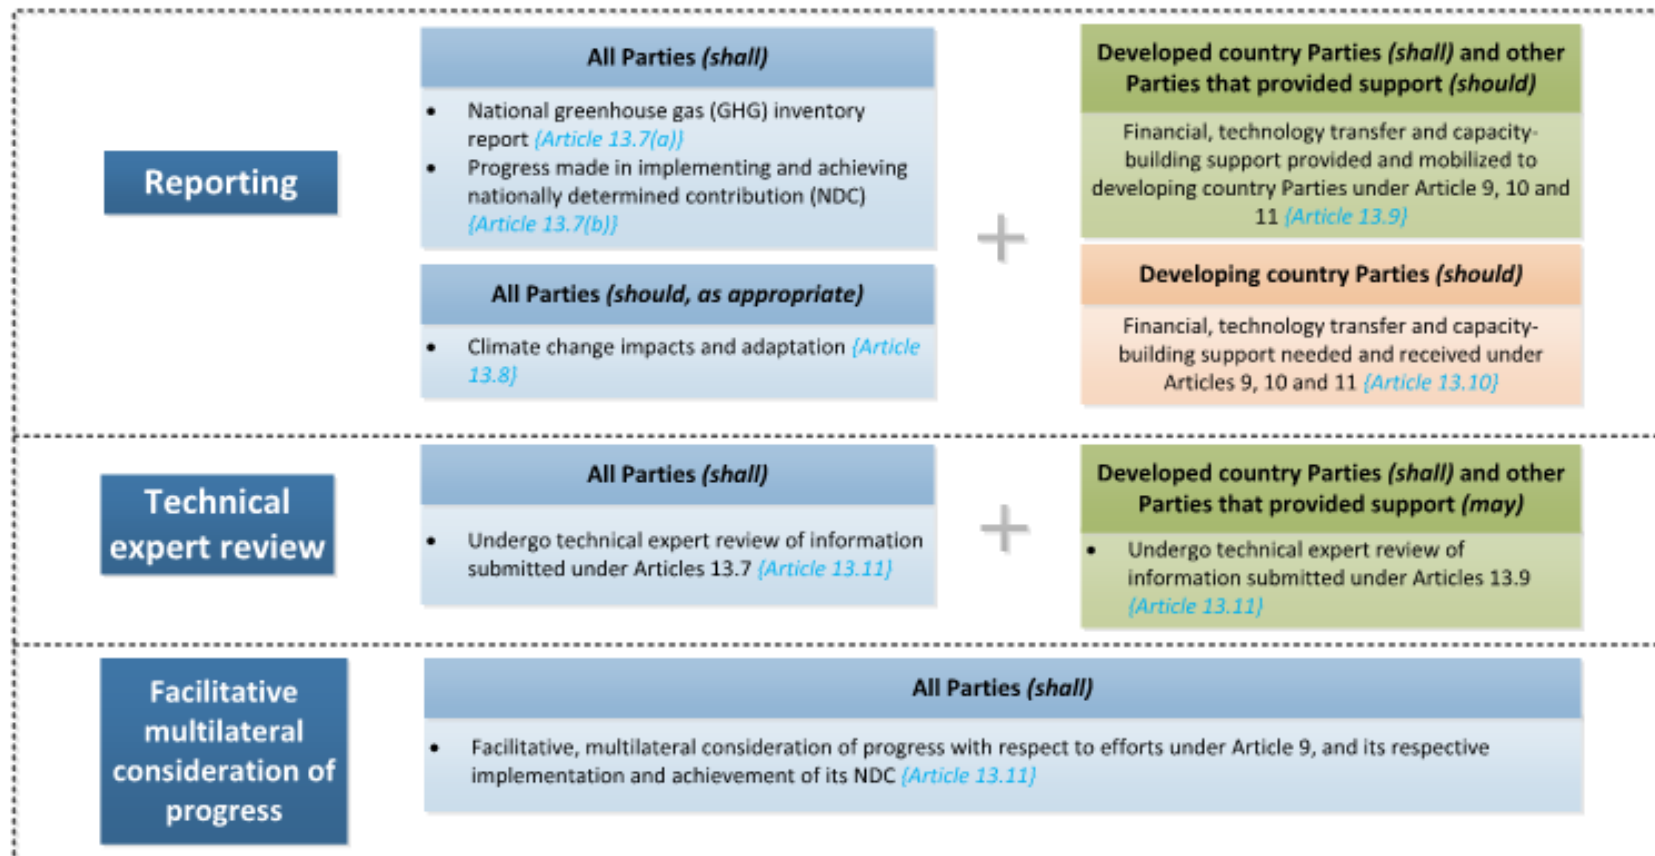 Reporting
All Parties (shall)
• National greenhouse gas (GHG) inventory
report {Article 13.7(a)}
• Progress made in implementing and achieving
nationally determined contribution (NDC)
{Article 13.7(b)}
All Parties (should, as appropriate)
• Climate change impacts and adaptation {Article
13.8}
+
Developed country Parties (shall) and other
Parties that provided support (should)
Financial, technology transfer and capacity-
building support provided and mobilized to
developing country Parties under Article 9, 10 and
11 {Article 13.9}
Developing country Parties (should)
Financial, technology transfer and capacity-
building support needed and received under
Articles 9, 10 and 11 {Article 13.10}
Technical
expert review
All Parties (shall)
• Undergo technical expert review of information
submitted under Articles 13.7 {Article 13.11}
+
Developed country Parties (shall) and other
Parties that provided support (may)
• Undergo technical expert review of
information submitted under Articles 13.9
{Article 13.11}
Facilitative
multilateral
consideration of
progress
All Parties (shall)
• Facilitative, multilateral consideration of progress with respect to efforts under Article 9, and its respective
implementation and achievement of its NDC {Article 13.11}